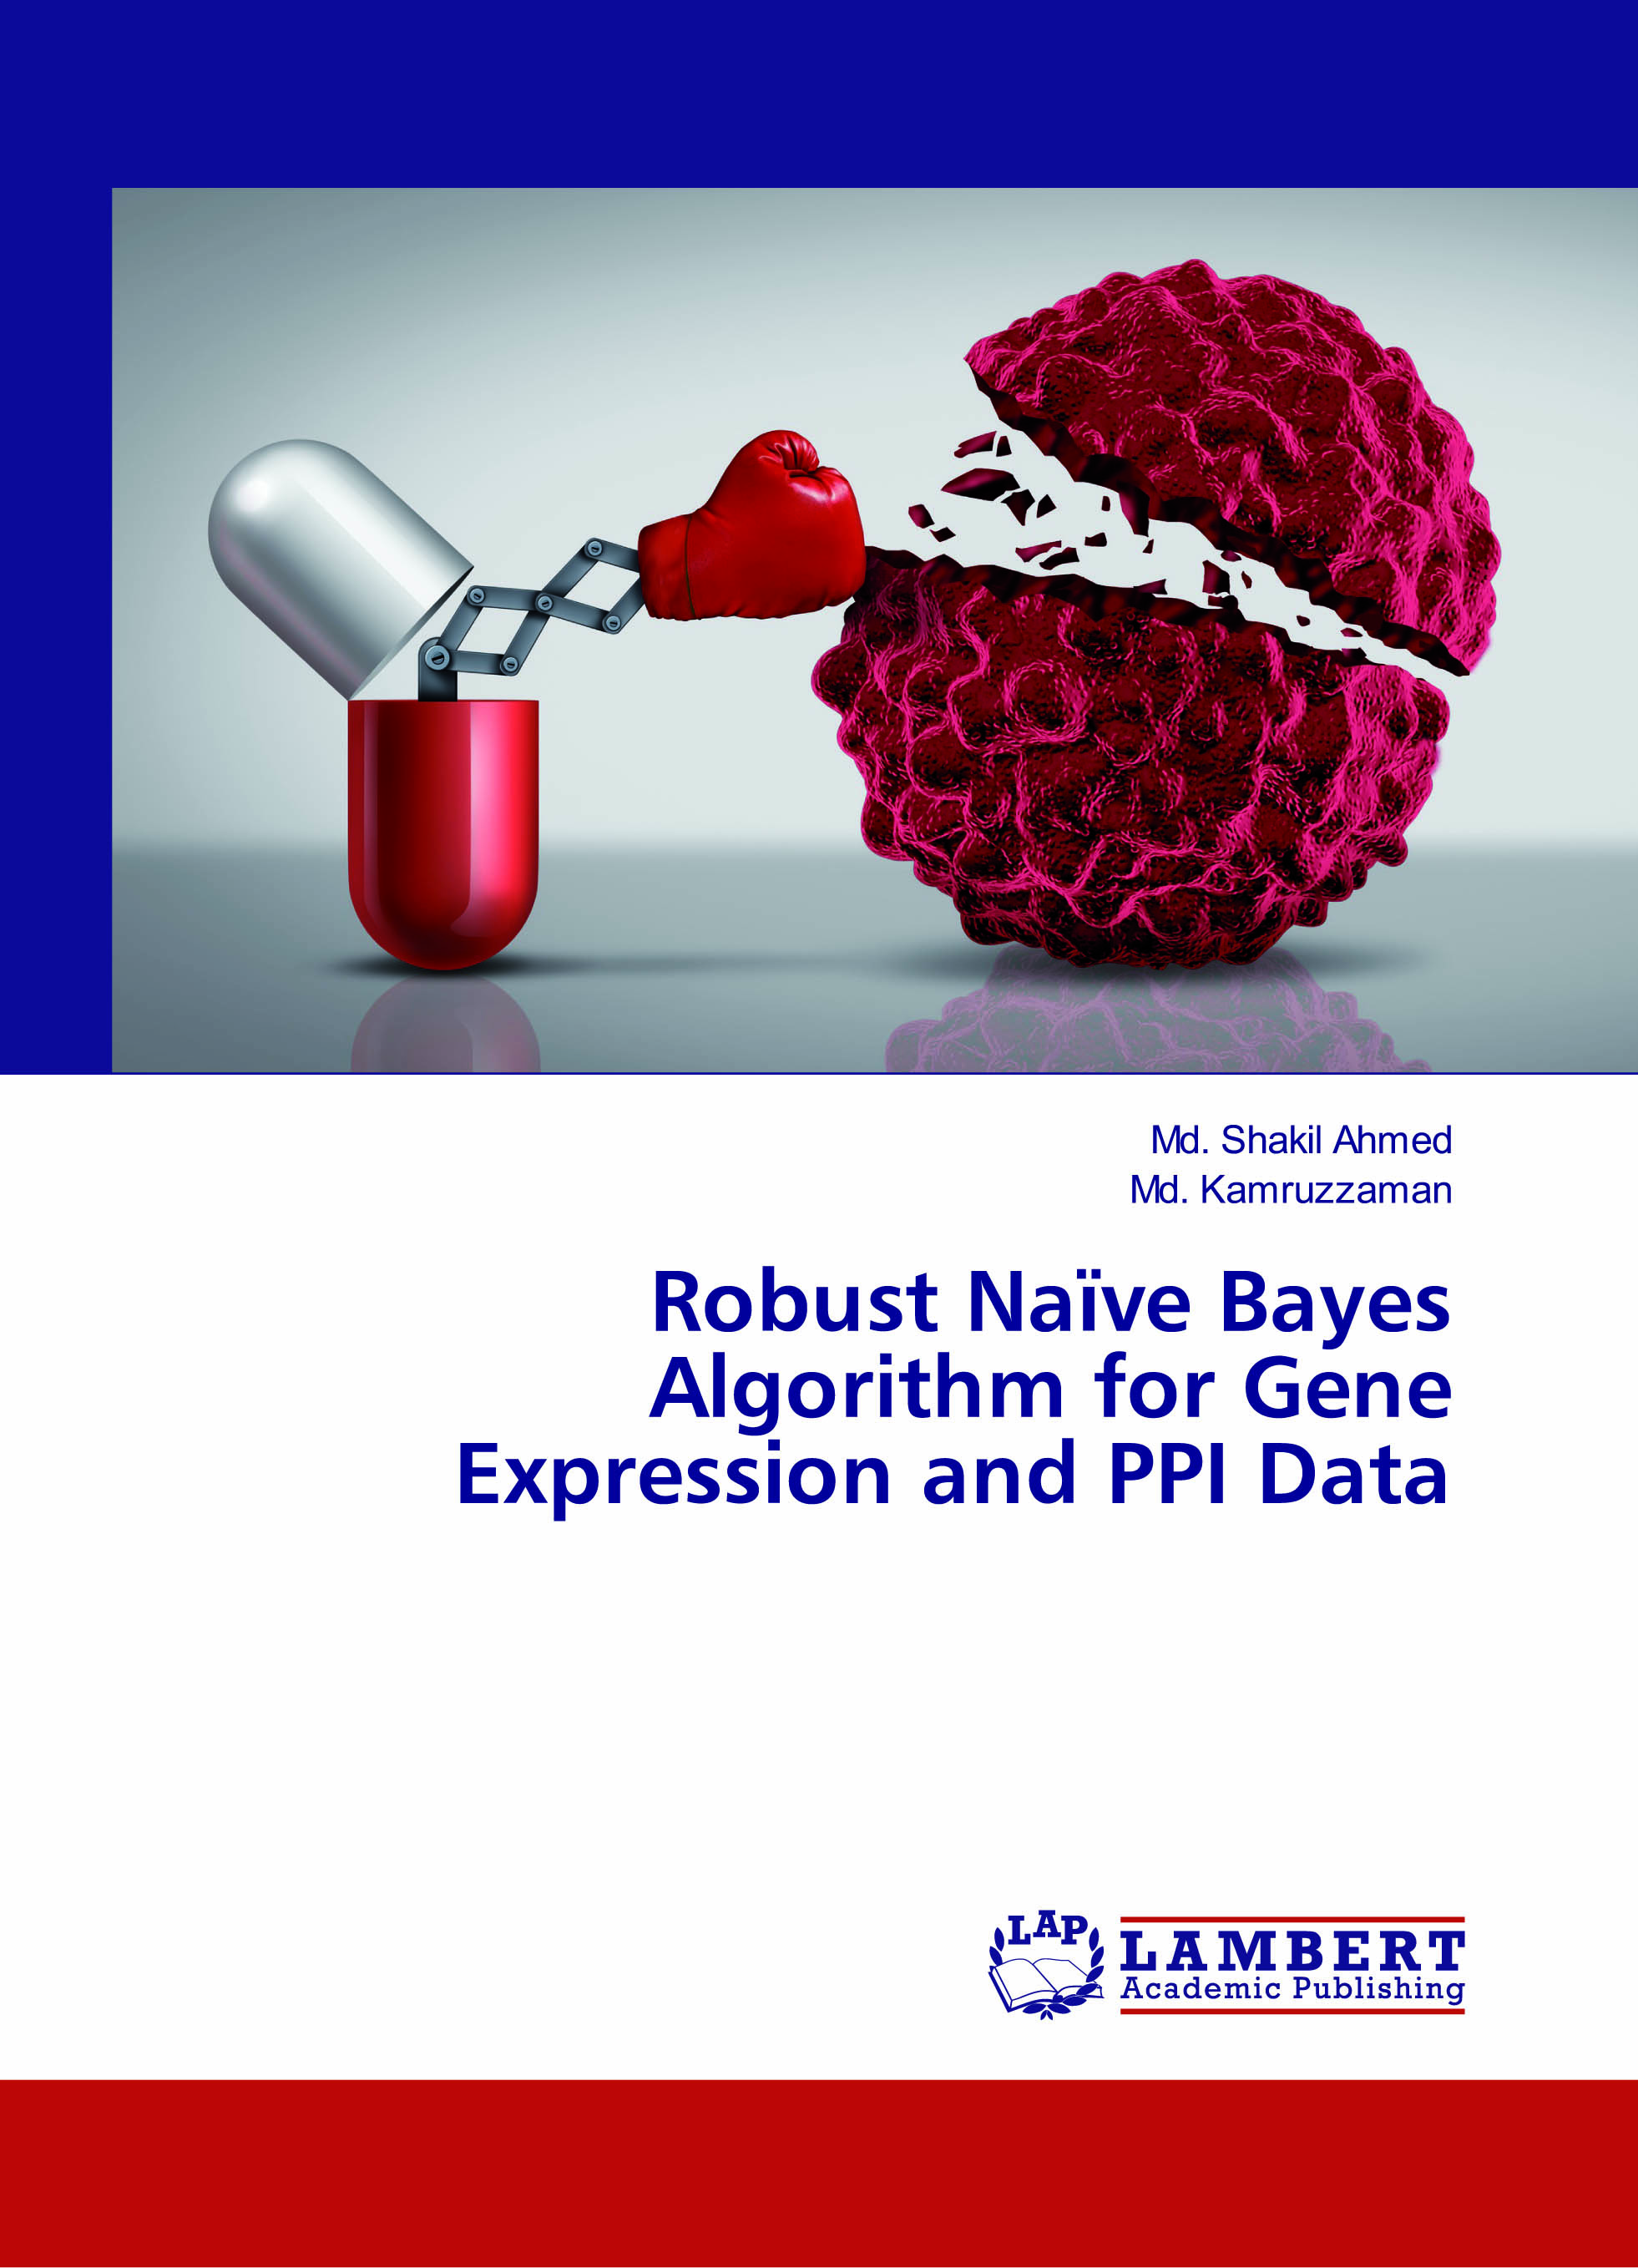 Md. Shakil Ahmed
Md. Kamruzzaman
Robust Naïve Bayes
Algorithm for Gene
Expression and PPI Data
LAP
LAMBERT
Academic Publishing